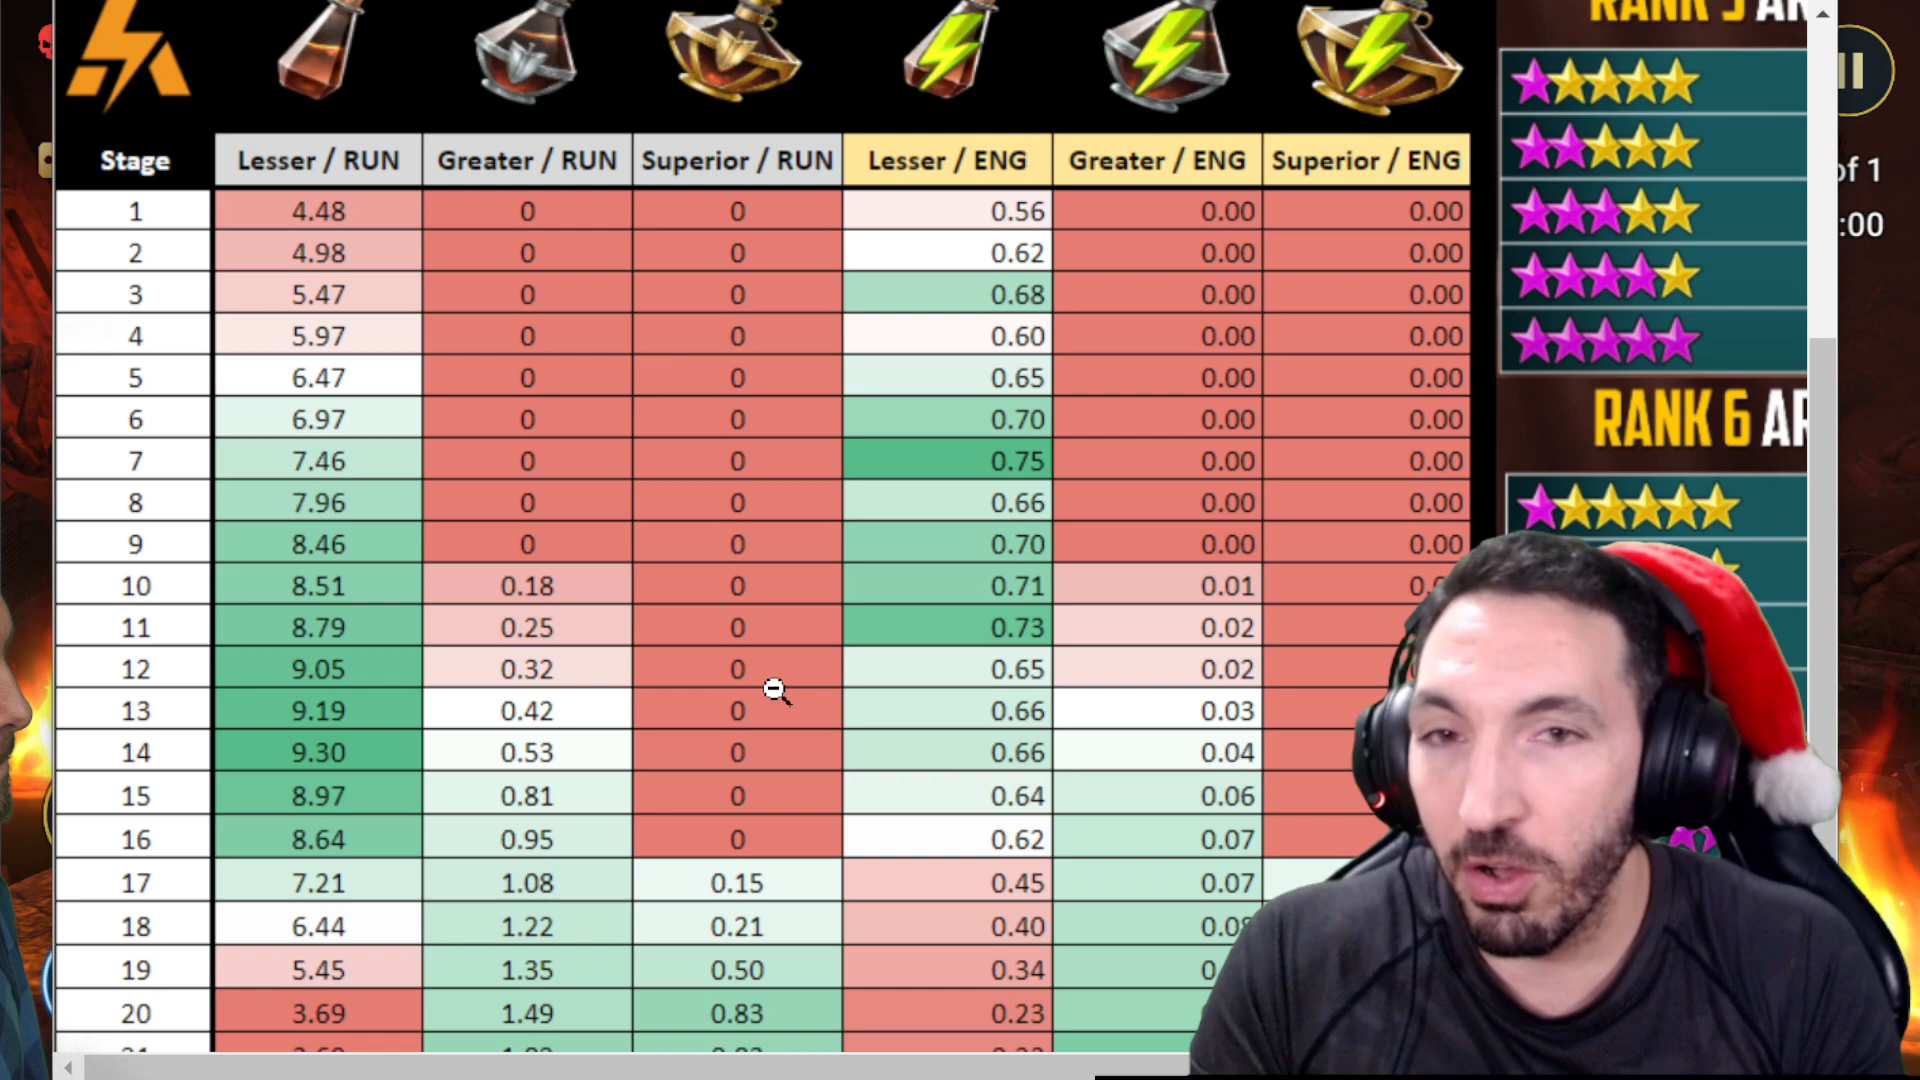 RANK 5 AR
of 1
:00
Stage Lesser / RUN Greater / RUN Superior / RUN Lesser / ENG Greater / ENG Superior / ENG
1 4.48 0 0 0.56 0.00 0.00
2 4.98 0 0 0.62 0.00 0.00
3 5.47 0 0 0.68 0.00 0.00
4 5.97 0 0 0.60 0.00 0.00
5 6.47 0 0 0.65 0.00 0.00
6 6.97 0 0 0.70 0.00 0.00
RANK 6 AR
7 7.46 0 0 0.75 0.00 0.00
8 7.96 0 0 0.66 0.00 0.00
9 8.46 0 0 0.70 0.00 0.00
10 8.51 0.18 0 0.71 0.01
11 8.79 0.25 0 0.73 0.02
12 9.05 0.32 0 0.65 0.02
13 9.19 0.42 0 0.66 0.03
14 9.30 0.53 0 0.66 0.04
15 8.97 0.81 0 0.64 0.06
16 8.64 0.95 0 0.62 0.07
17 7.21 1.08 0.15 0.45 0.07
18 6.44 1.22 0.21 0.40
19 5.45 1.35 0.50 0.34
20 3.69 1.49 0.83 0.23